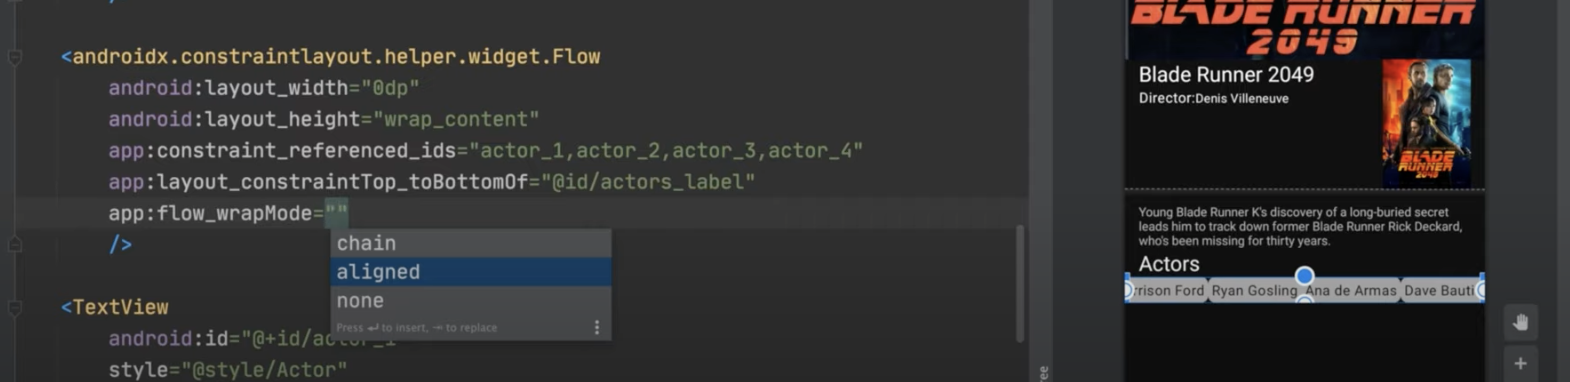 <androidx.constraintlayout.helper.widget.Flow
android:layout_width="0dp"
android:layout_height="wrap_content"
app:constraint_referenced_ids="actor_1,actor_2,actor_3,actor_4"
app:layout_constraintTop_toBottomOf="@id/actors_label"
app:flow_wrapMode=""
/>
chain
aligned
none
Press ↵ to insert, ⇥ to replace
<TextView
android:id="@+id/actor_1"
style="@style/Actor"
BLADE RUNNER
2049
Blade Runner 2049
Director:Denis Villeneuve
BLADE
RUNNER
2049
Young Blade Runner K's discovery of a long-buried secret
leads him to track down former Blade Runner Rick Deckard,
who's been missing for thirty years.
Actors
rrison Ford Ryan Gosling Ana de Armas Dave Bauti
ee